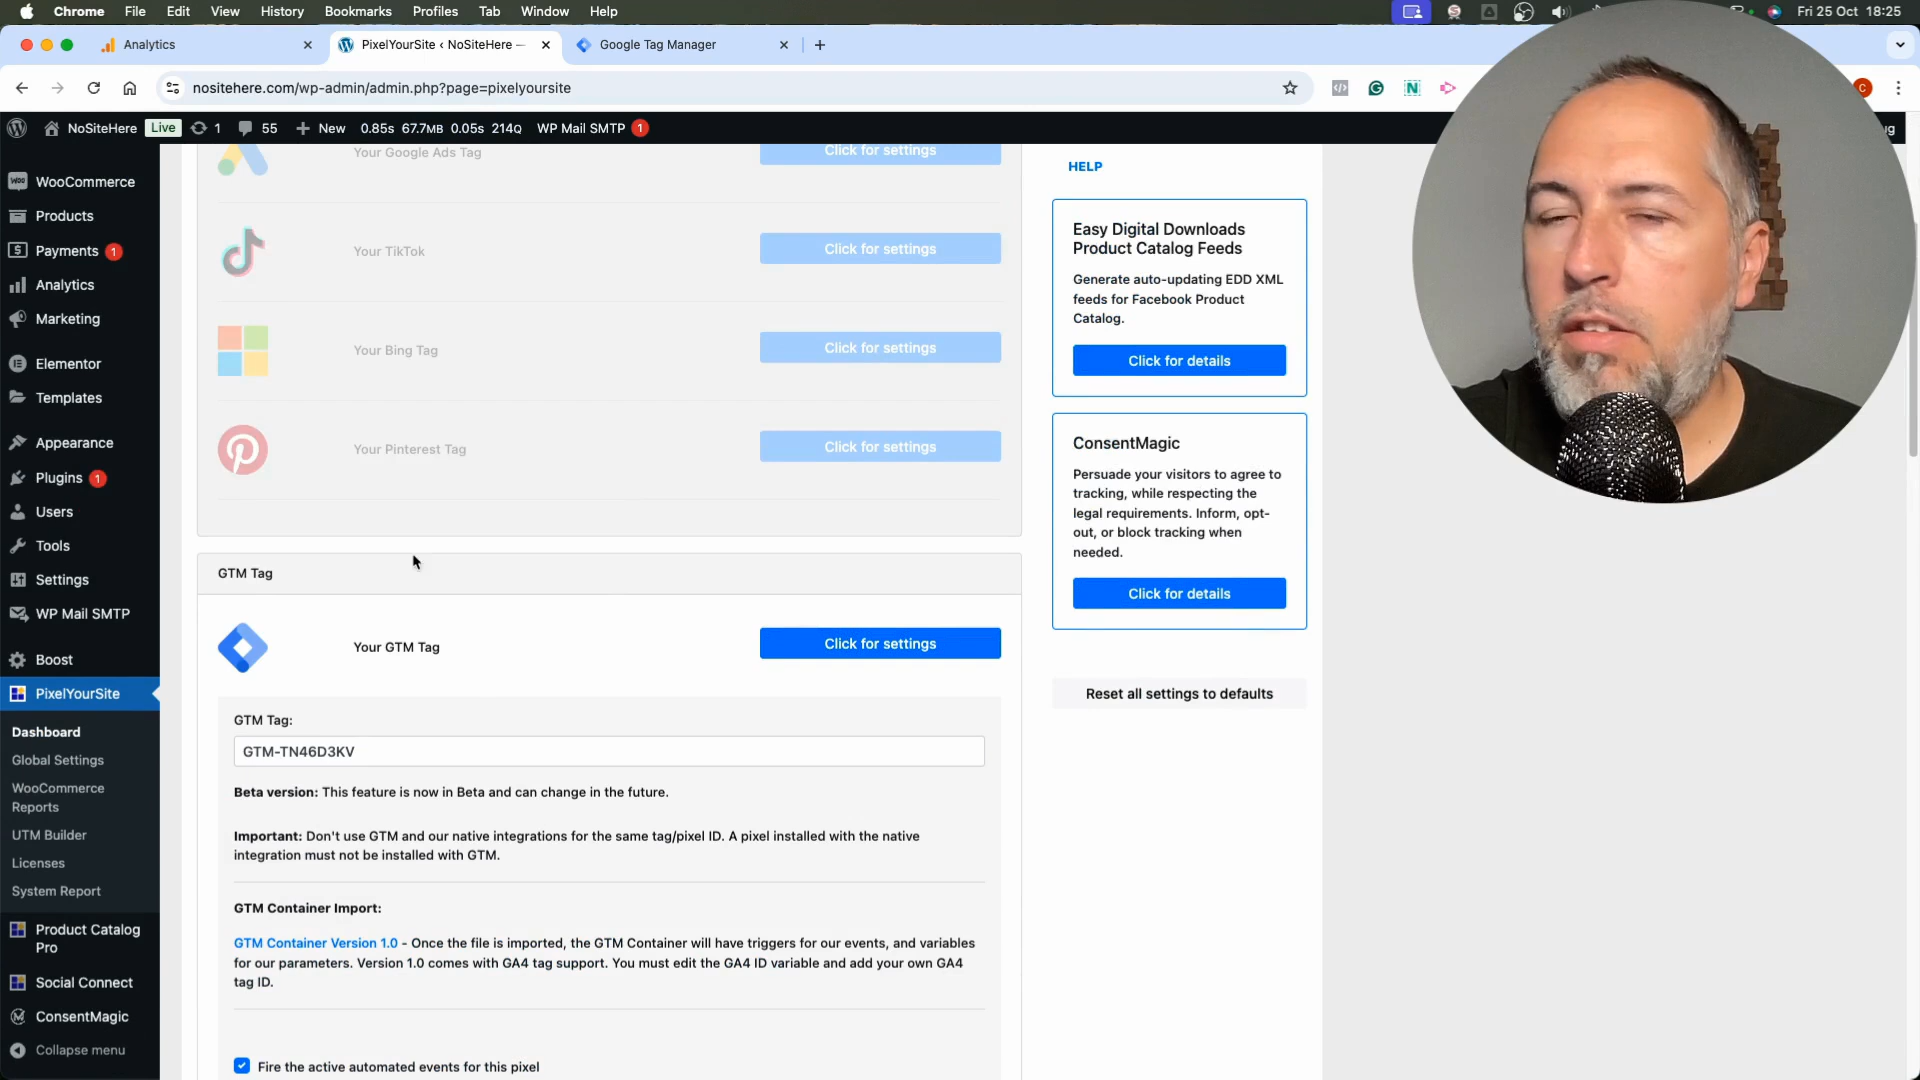 Chrome File Edit View History Bookmarks Profiles Tab Window Help
Fri 25 Oct 18:25
Analytics
PixelYourSite ‹ NoSiteHere —
Google Tag Manager
nositehere.com/wp-admin/admin.php?page=pixelyoursite
C
NoSiteHere Live 1 55 New 0.85s 67.7MB 0.05s 214Q WP Mail SMTP 1
WooCommerce
Products
Payments 1
Analytics
Marketing
Elementor
Templates
Appearance
Plugins 1
Users
Tools
Settings
WP Mail SMTP
Boost
PixelYourSite
Dashboard
Global Settings
WooCommerce
Reports
UTM Builder
Licenses
System Report
Product Catalog
Pro
Social Connect
ConsentMagic
Collapse menu
Your Google Ads Tag
Click for settings
Your TikTok
Click for settings
Your Bing Tag
Click for settings
Your Pinterest Tag
Click for settings
GTM Tag
Your GTM Tag
Click for settings
GTM Tag:
GTM-TN46D3KV
Beta version: This feature is now in Beta and can change in the future.
Important: Don't use GTM and our native integrations for the same tag/pixel ID. A pixel installed with the native
integration must not be installed with GTM.
GTM Container Import:
GTM Container Version 1.0 - Once the file is imported, the GTM Container will have triggers for our events, and variables
for our parameters. Version 1.0 comes with GA4 tag support. You must edit the GA4 ID variable and add your own GA4
tag ID.
Fire the active automated events for this pixel
HELP
Easy Digital Downloads
Product Catalog Feeds
Generate auto-updating EDD XML
feeds for Facebook Product
Catalog.
Click for details
ConsentMagic
Persuade your visitors to agree to
tracking, while respecting the
legal requirements. Inform, opt-
out, or block tracking when
needed.
Click for details
Reset all settings to defaults